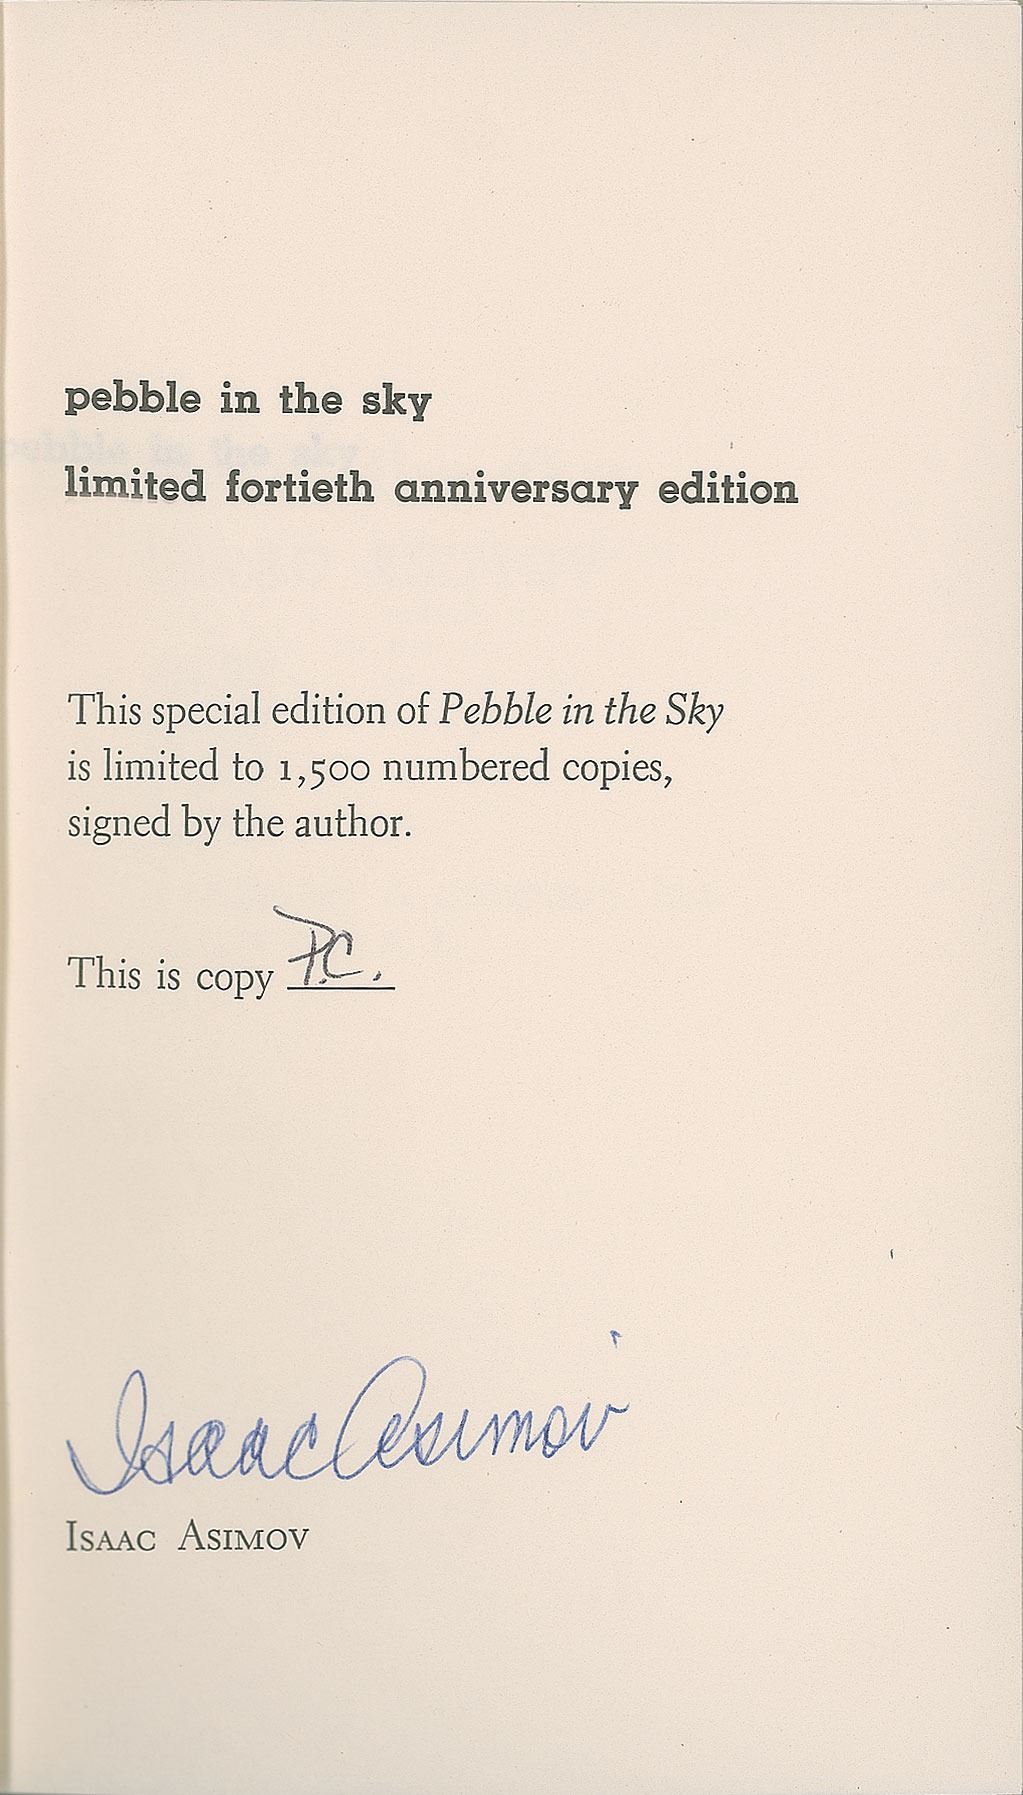 pebble in the sky
limited fortieth anniversary edition
This special edition of Pebble in the Sky
is limited to 1,500 numbered copies,
signed by the author.
This is copy P.C.
Isaac Asimov
Isaac Asimov